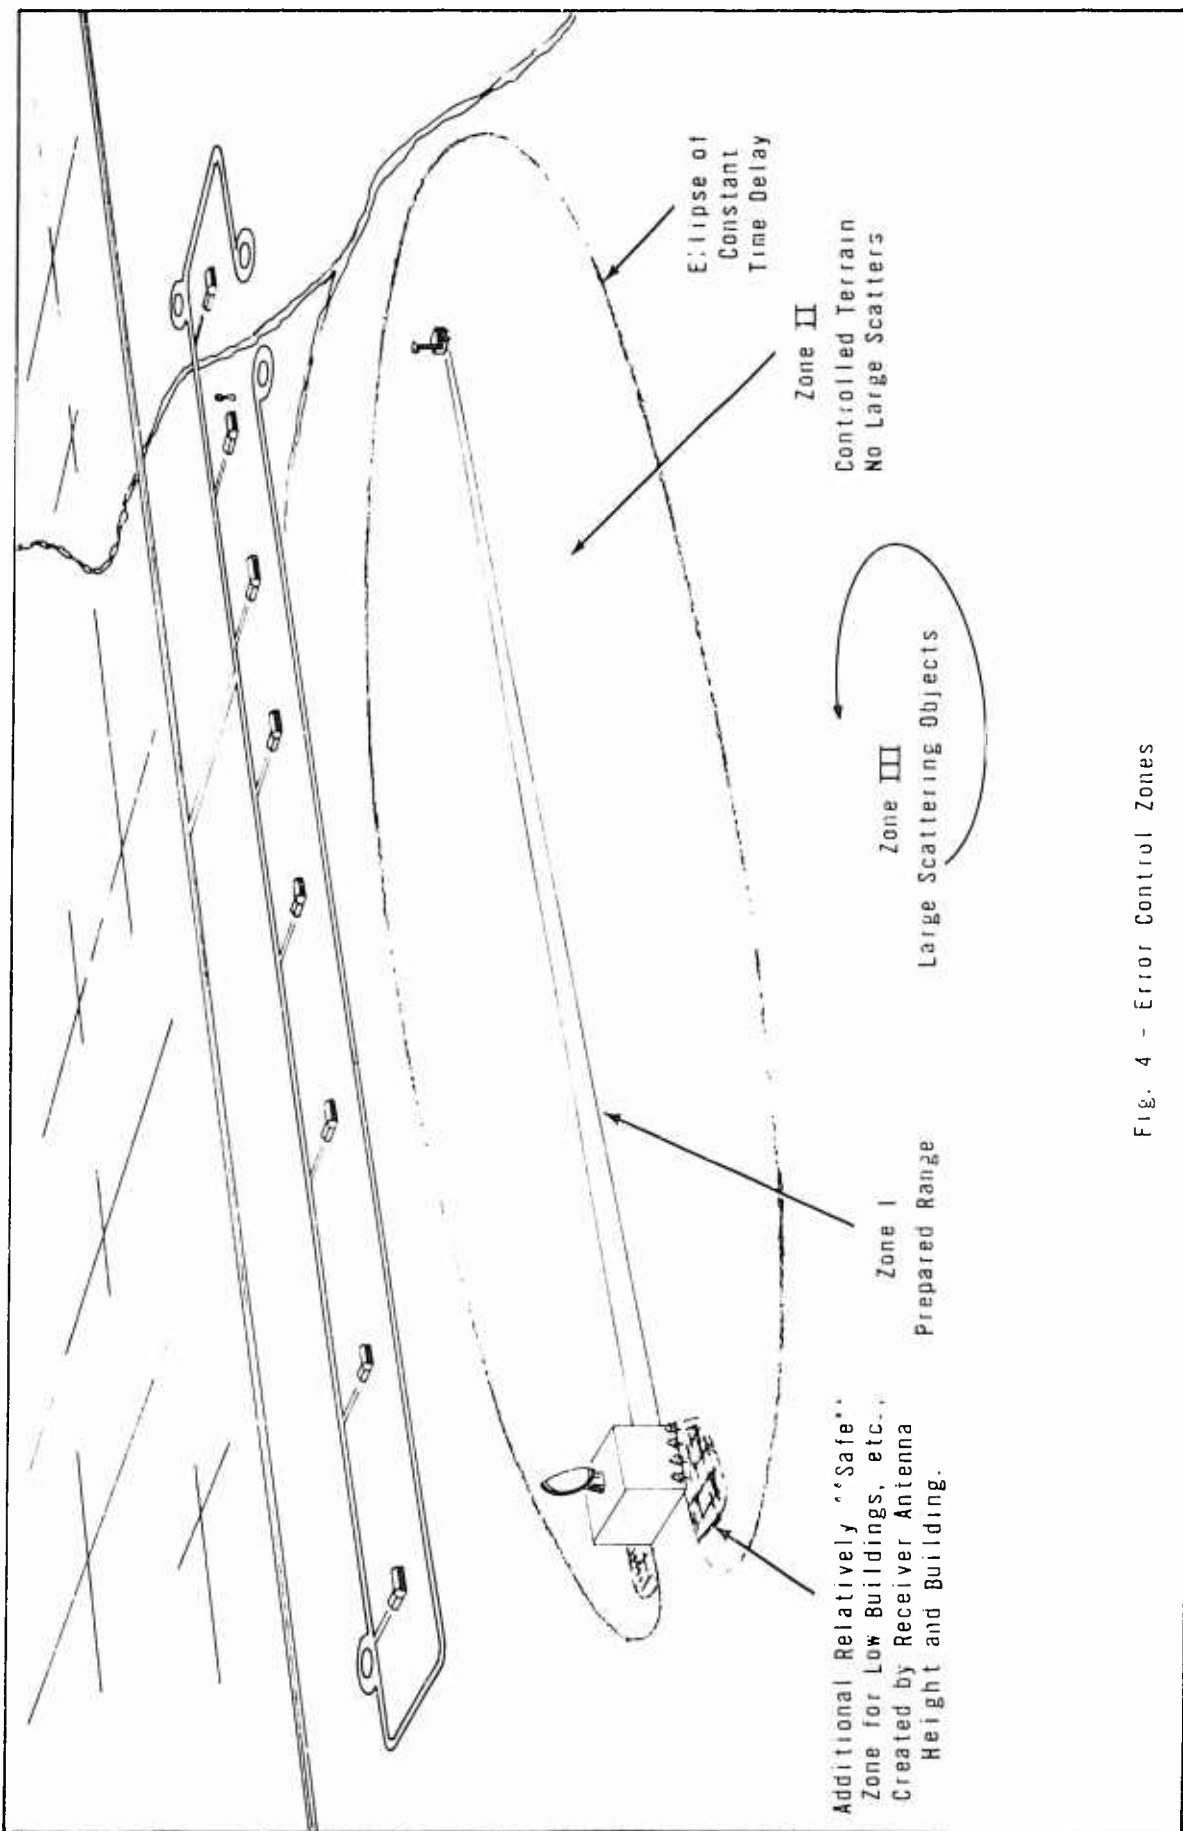 Ellipse of
Constant
Time Delay
Zone II
Controlled Terrain
No Large Scatters
Zone III
Large Scattering Objects
Zone I
Prepared Range
Additional Relatively "Safe"
Zone for Low Buildings, etc.,
Created by Receiver Antenna
Height and Building.
Fig. 4 - Error Control Zones